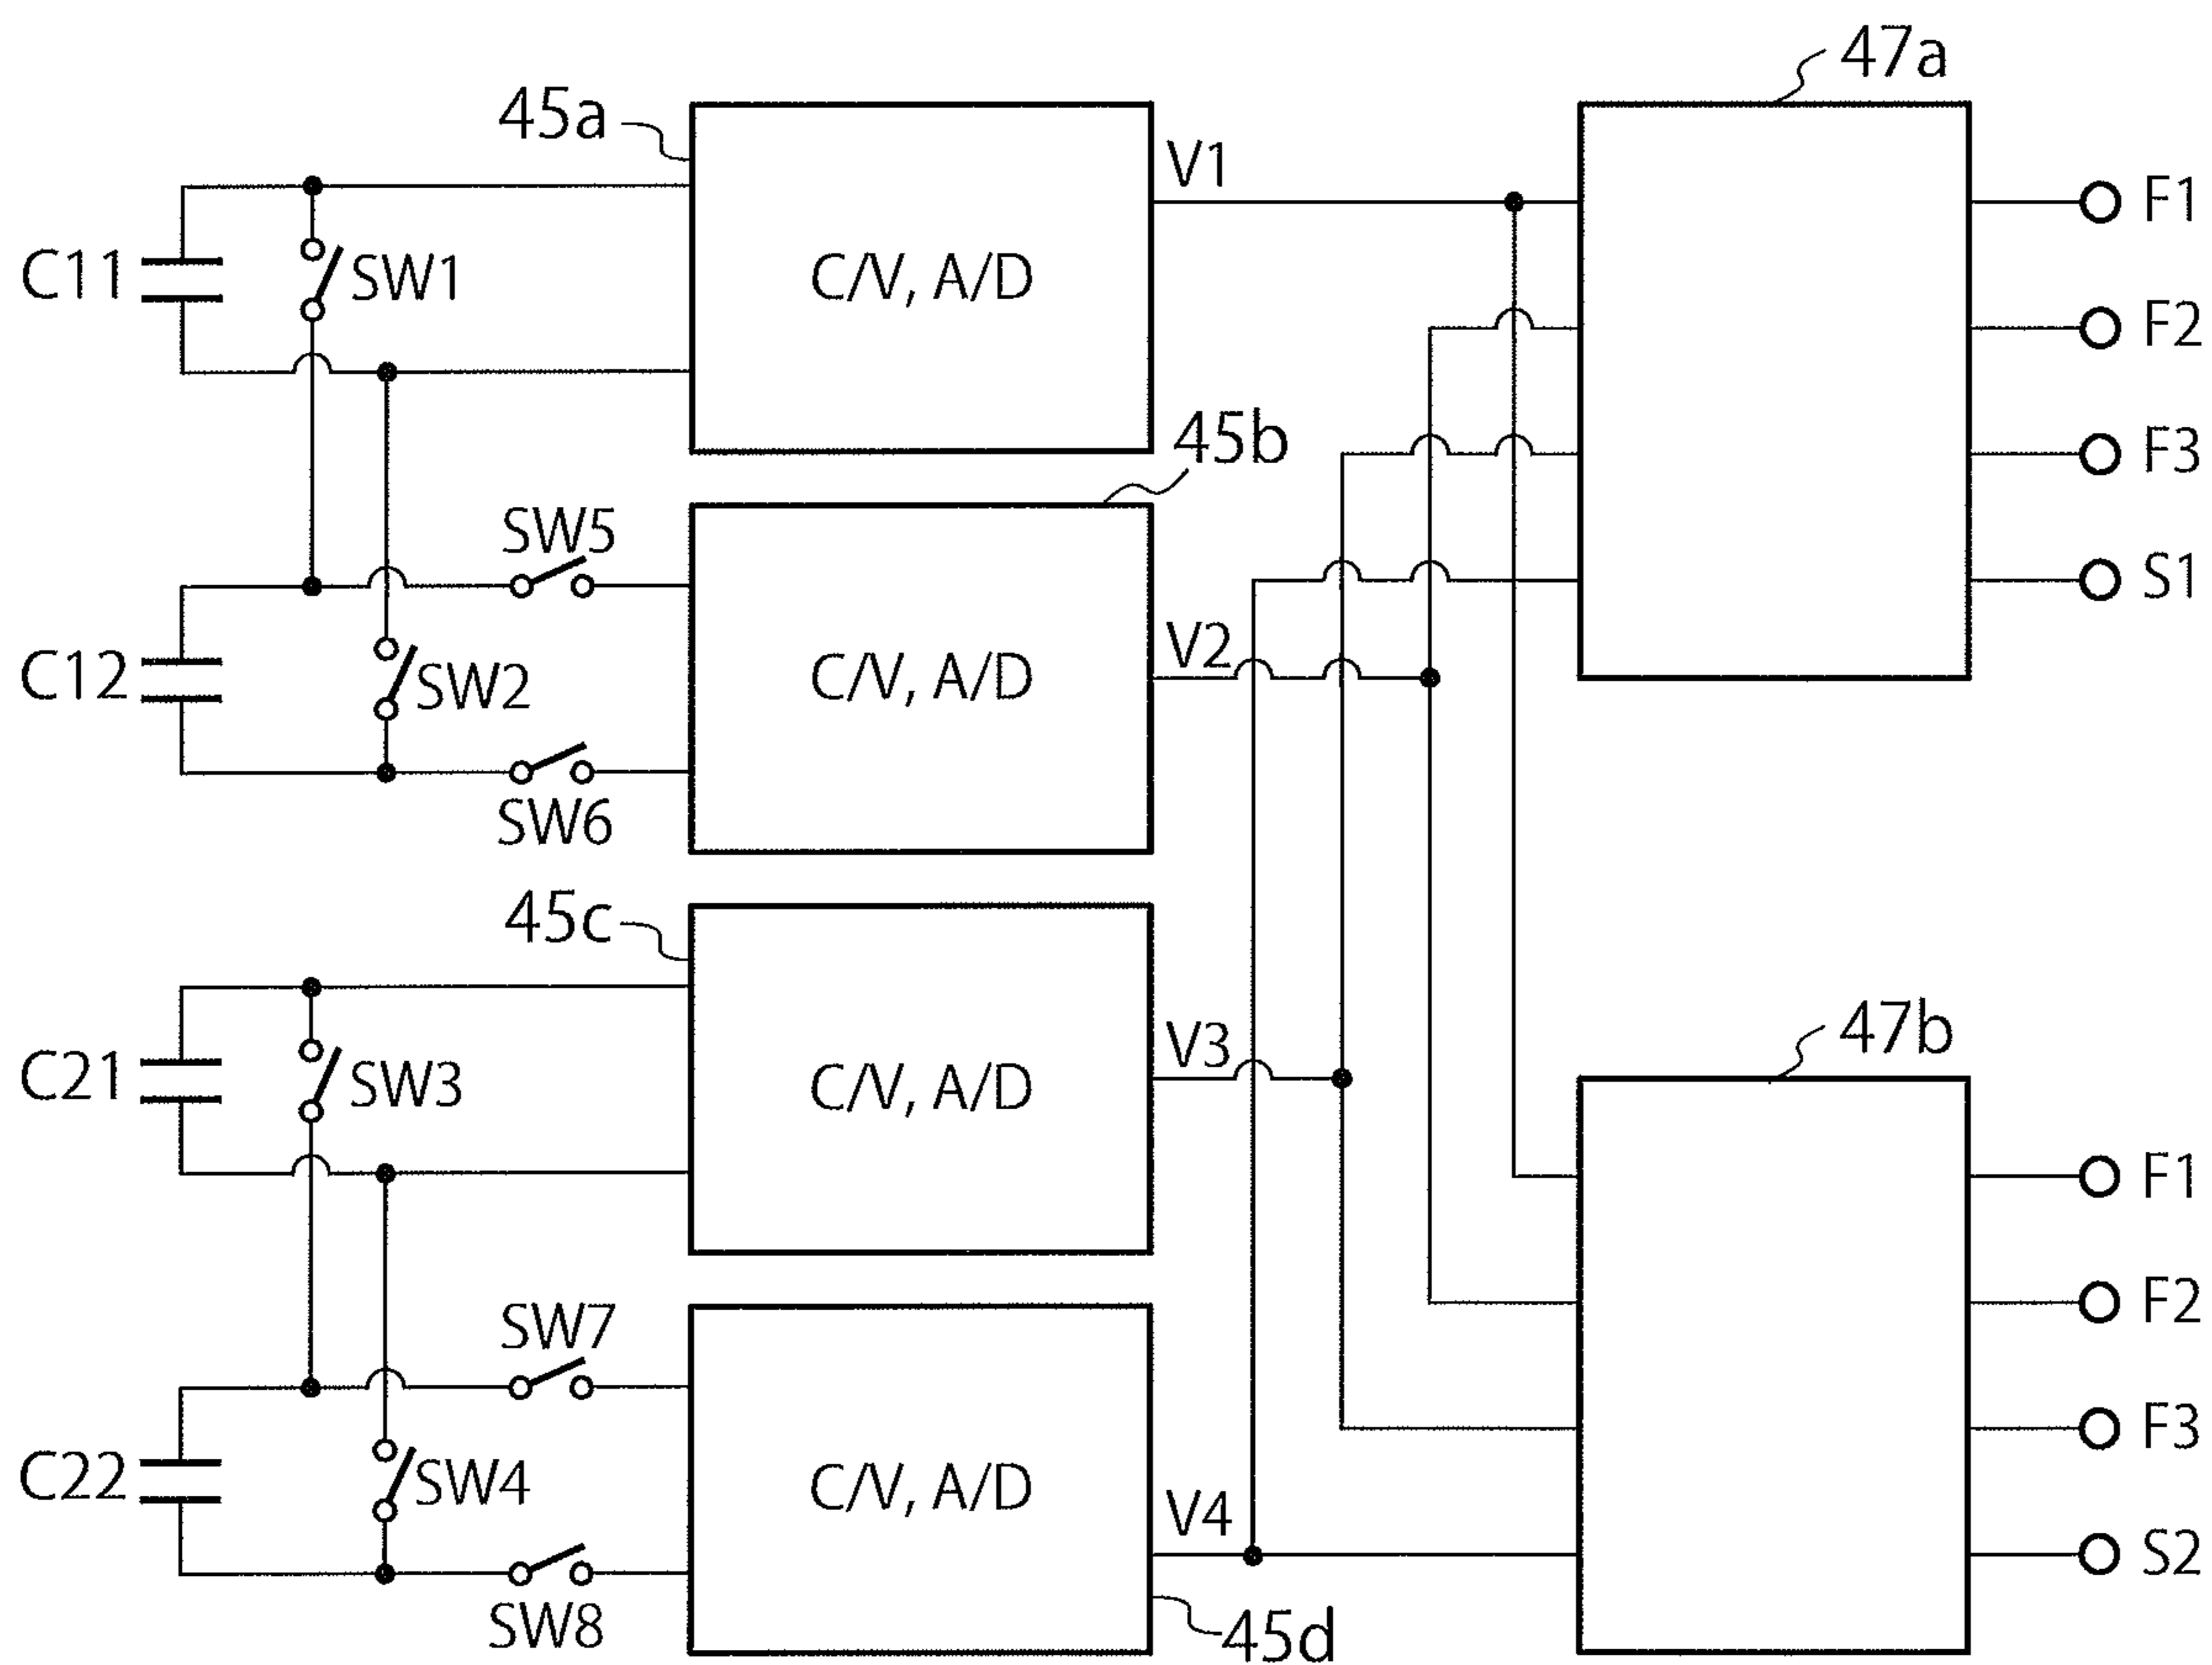 47a
45a
V1
F1
C11
SW1
C/V, A/D
F2
45b
F3
SW5
S1
V2
C12
SW2
C/V, A/D
SW6
45c
47b
V3
C21
SW3
C/V, A/D
F1
SW7
F2
F3
C22
SW4
C/V, A/D
V4
S2
SW8
45d